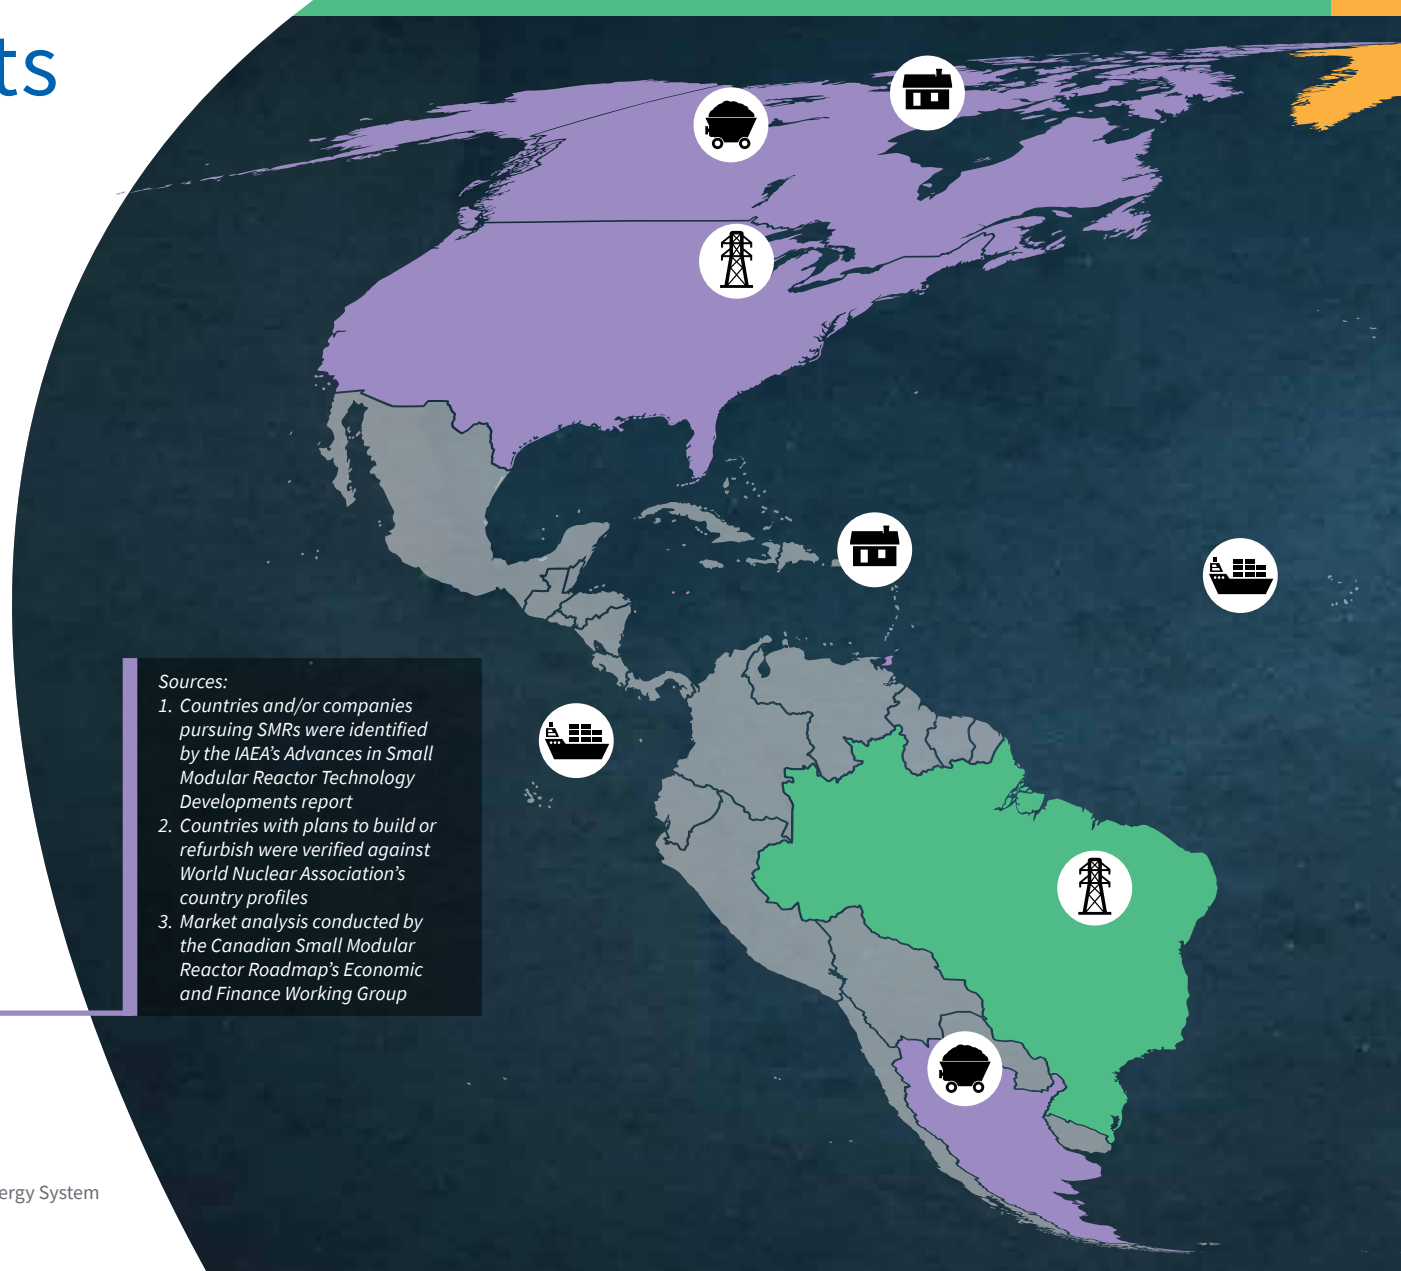 ts
Sources:
1. Countries and/or companies
pursuing SMRs were identified
by the IAEA's Advances in Small
Modular Reactor Technology
Developments report
2. Countries with plans to build or
refurbish were verified against
World Nuclear Association's
country profiles
3. Market analysis conducted by
the Canadian Small Modular
Reactor Roadmap's Economic
and Finance Working Group
ergy System